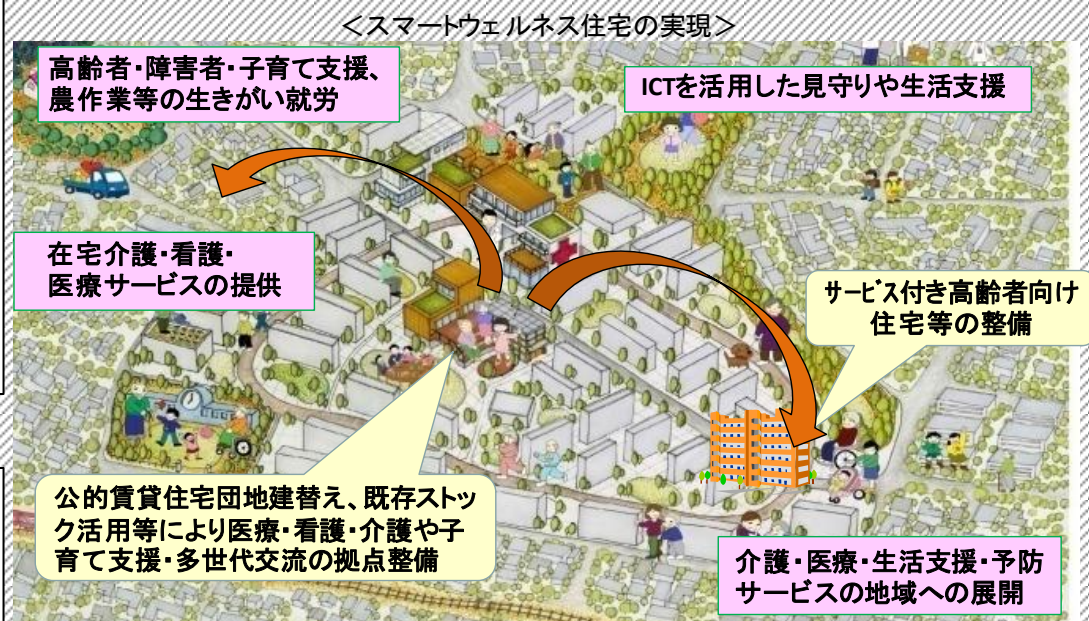 ＜スマートウェルネス住宅の実現＞
高齢者・障害者・子育て支援、
農作業等の生きがい就労
ICTを活用した見守りや生活支援
在宅介護・看護・
医療サービスの提供
サービス付き高齢者向け
住宅等の整備
公的賃貸住宅団地建替え、既存ストッ
ク活用等により医療・看護・介護や子
育て支援・多世代交流の拠点整備
介護・医療・生活支援・予防
サービスの地域への展開